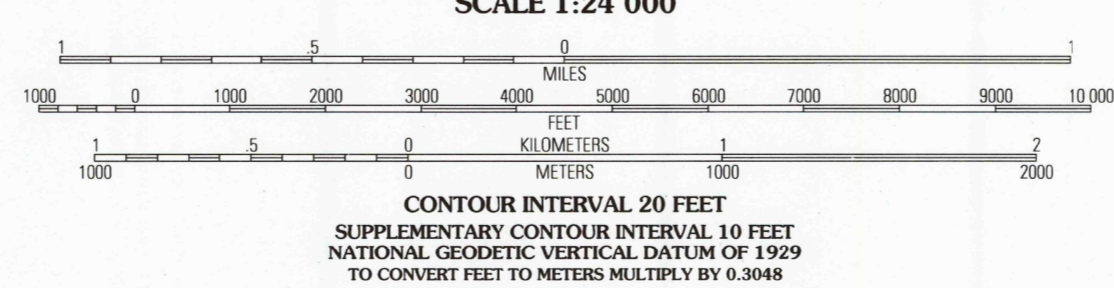 SCALE 1:24 000
1 .5 0 1
MILES
1000 0 1000 2000 3000 4000 5000 6000 7000 8000 9000 10 000
FEET
1 .5 0 KILOMETERS 1 2
1000 0 METERS 1000 2000
CONTOUR INTERVAL 20 FEET
SUPPLEMENTARY CONTOUR INTERVAL 10 FEET
NATIONAL GEODETIC VERTICAL DATUM OF 1929
TO CONVERT FEET TO METERS MULTIPLY BY 0.3048